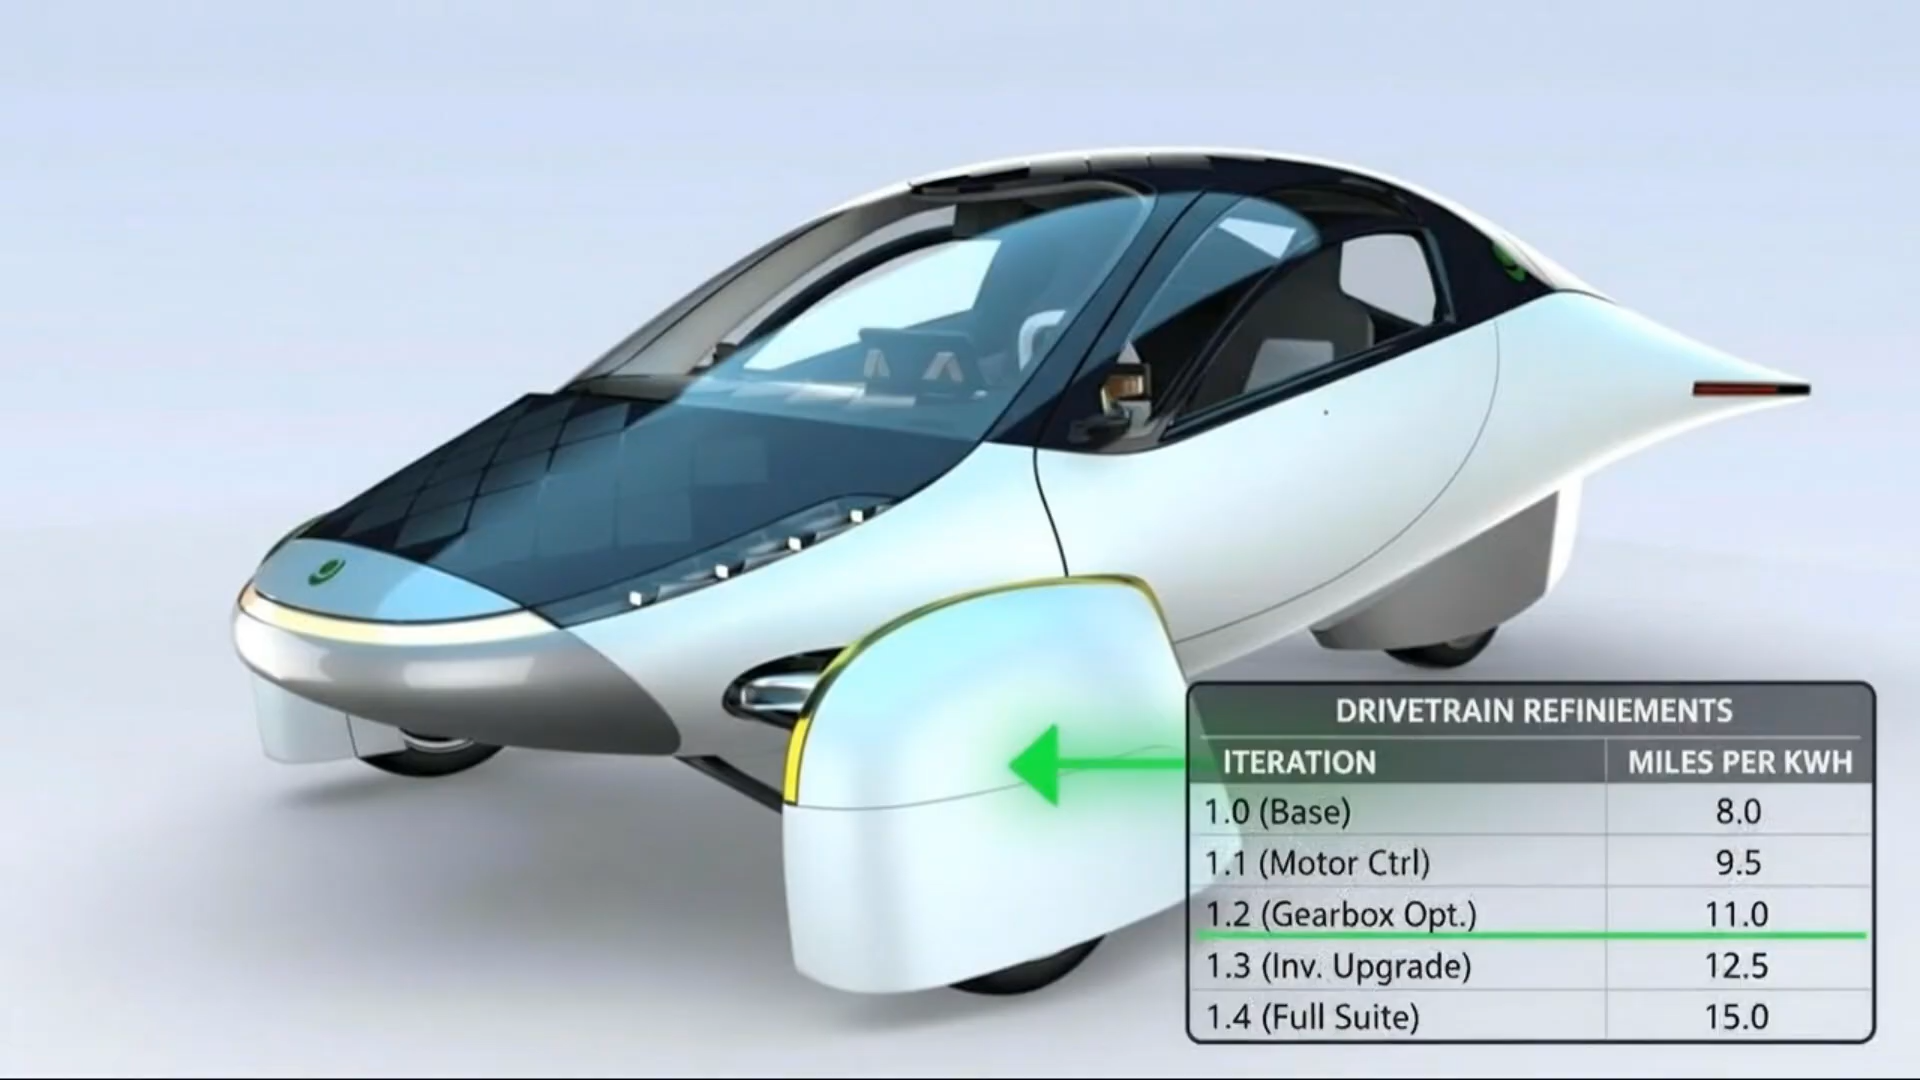 DRIVETRAIN REFINIEMENTS
ITERATION MILES PER KWH
1.0 (Base) 8.0
1.1 (Motor Ctrl) 9.5
1.2 (Gearbox Opt.) 11.0
1.3 (Inv. Upgrade) 12.5
1.4 (Full Suite) 15.0